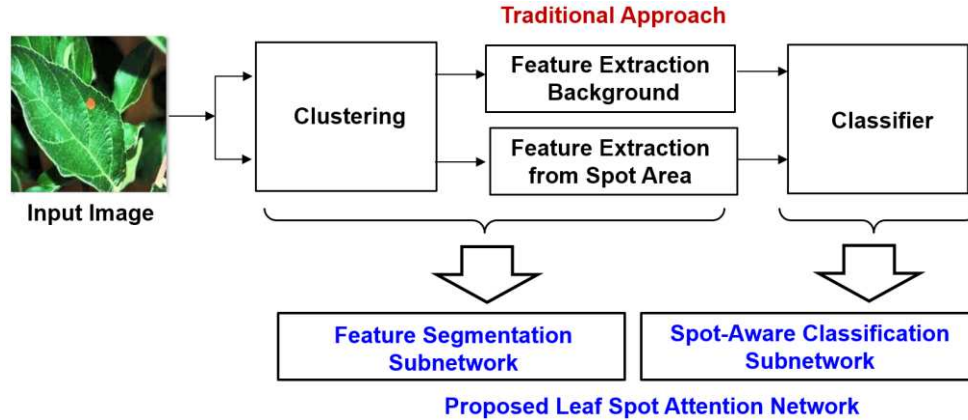 Traditional Approach
Feature Extraction
Background
Clustering
Classifier
Feature Extraction
from Spot Area
Input Image
Feature Segmentation
Subnetwork
Spot-Aware Classification
Subnetwork
Proposed Leaf Spot Attention Network